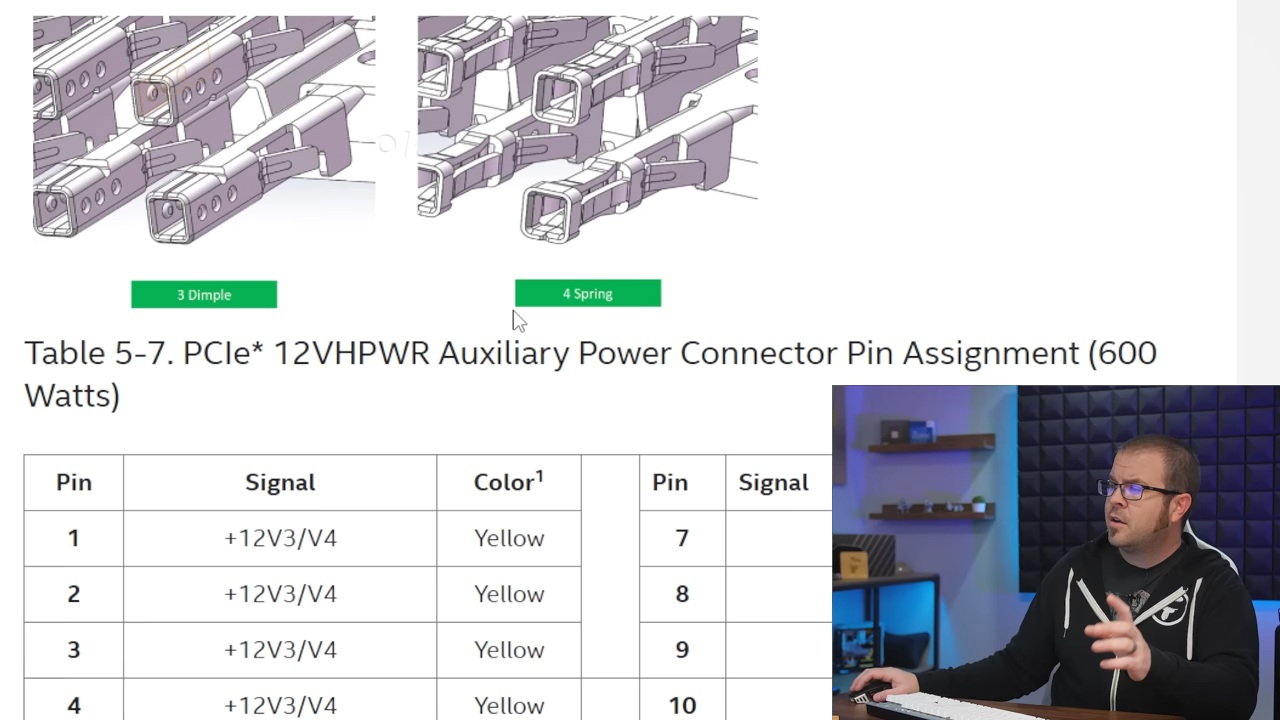 3 Dimple
4 Spring
Table 5-7. PCIe* 12VHPWR Auxiliary Power Connector Pin Assignment (600
Watts)
Pin Signal Color1 Pin Signal
1 +12V3/V4 Yellow 7
2 +12V3/V4 Yellow 8
3 +12V3/V4 Yellow 9
4 +12V3/V4 Yellow 10